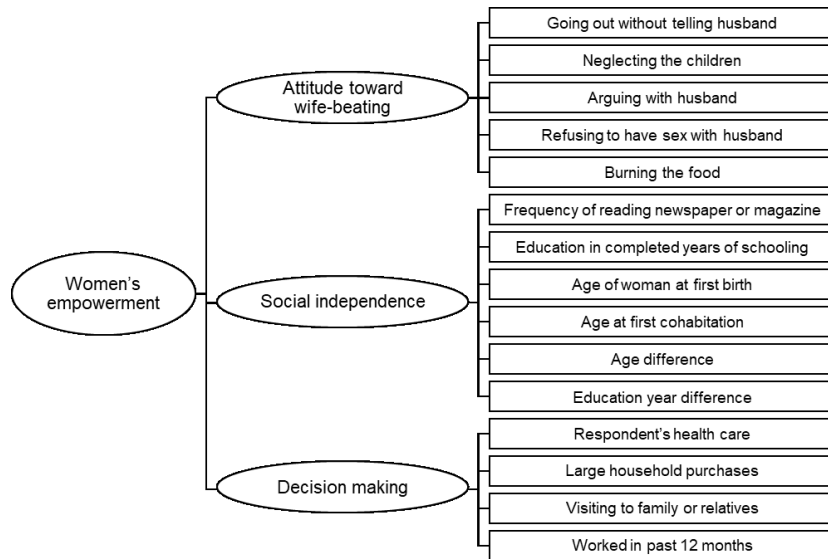 Women's
empowerment
Attitude toward
wife-beating
Going out without telling husband
Neglecting the children
Arguing with husband
Refusing to have sex with husband
Burning the food
Social independence
Frequency of reading newspaper or magazine
Education in completed years of schooling
Age of woman at first birth
Age at first cohabitation
Age difference
Education year difference
Decision making
Respondent's health care
Large household purchases
Visiting to family or relatives
Worked in past 12 months